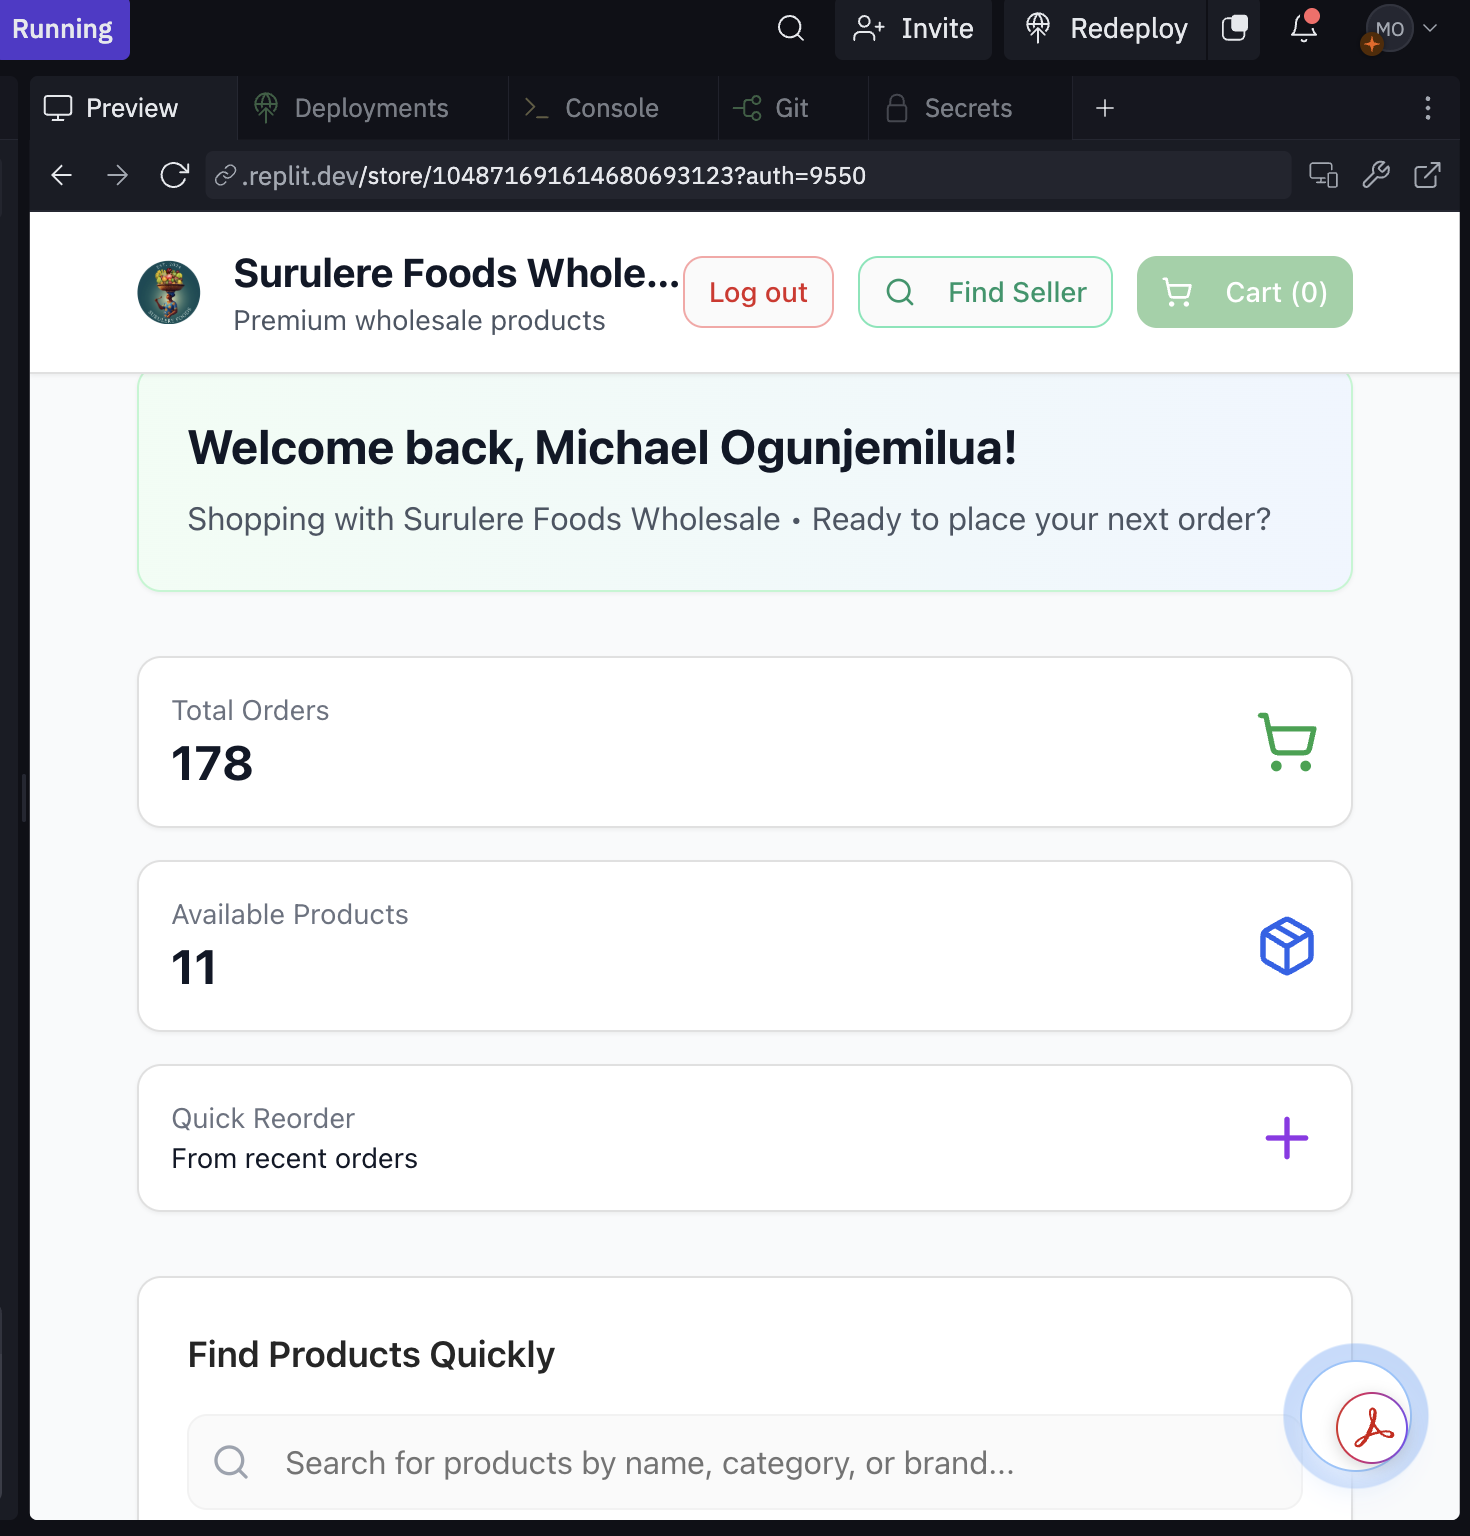 Running
Invite
Redeploy
MO
Preview
Deployments
Console
Git
Secrets
.replit.dev/store/104871691614680693123?auth=9550
Surulere Foods Whole...
Premium wholesale products
Log out
Find Seller
Cart (0)
Welcome back, Michael Ogunjemilua!
Shopping with Surulere Foods Wholesale • Ready to place your next order?
Total Orders
178
Available Products
11
Quick Reorder
From recent orders
Find Products Quickly
Search for products by name, category, or brand...